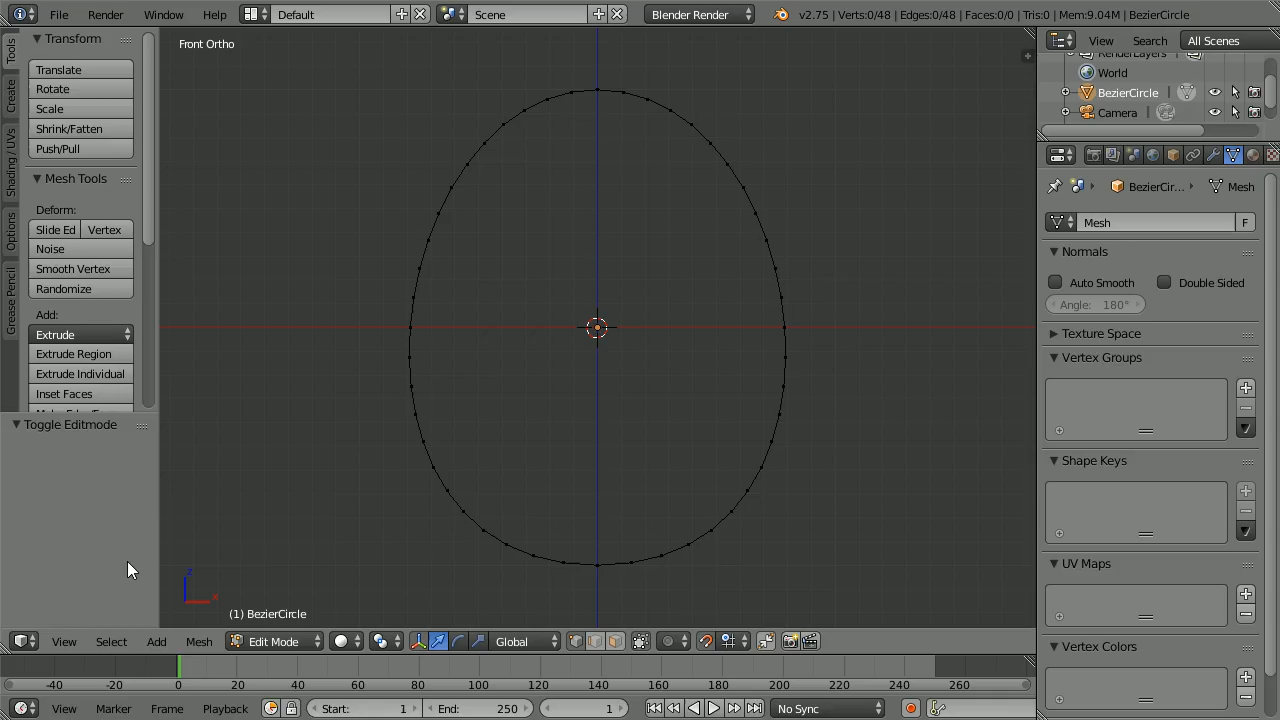 File Render Window Help Default Scene Blender Render v2.75 | Verts:0/48 | Edges:0/48 | Faces:0/0 | Tris:0 | Mem:9.04M | BezierCircle
Tools
Create
Shading / UVs
Options
Grease Pencil
Transform
Translate
Rotate
Scale
Shrink/Fatten
Push/Pull
Mesh Tools
Deform:
Slide Ed Vertex
Noise
Smooth Vertex
Randomize
Add:
Extrude
Extrude Region
Extrude Individual
Inset Faces
Toggle Editmode
Front Ortho
z
x
(1) BezierCircle
View Select Add Mesh Edit Mode Global
View Search All Scenes
RenderLayers
World
BezierCircle
Camera
BezierCir... Mesh
Mesh F
Normals
Auto Smooth Double Sided
Angle: 180°
Texture Space
Vertex Groups
Shape Keys
UV Maps
Vertex Colors
-40 -20 0 20 40 60 80 100 120 140 160 180 200 220 240 260
View Marker Frame Playback Start: 1 End: 250 1 No Sync